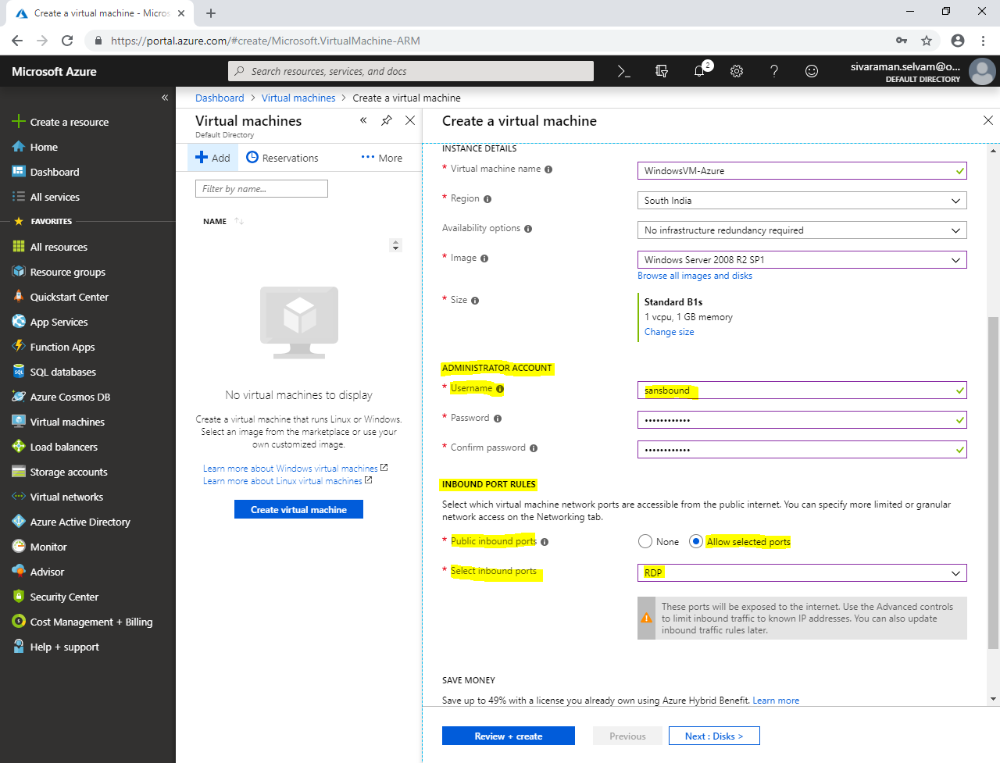 Create a virtual machine - Micros
https://portal.azure.com/#create/Microsoft.VirtualMachine-ARM
Microsoft Azure
Search resources, services, and docs
2
sivaraman.selvam@o...
DEFAULT DIRECTORY
Create a resource
Home
Dashboard
All services
FAVORITES
All resources
Resource groups
Quickstart Center
App Services
Function Apps
SQL databases
Azure Cosmos DB
Virtual machines
Load balancers
Storage accounts
Virtual networks
Azure Active Directory
Monitor
Advisor
Security Center
Cost Management + Billing
Help + support
Dashboard > Virtual machines > Create a virtual machine
Virtual machines
Default Directory
Add
Reservations
More
Filter by name...
NAME
No virtual machines to display
Create a virtual machine that runs Linux or Windows.
Select an image from the marketplace or use your
own customized image.
Learn more about Windows virtual machines
Learn more about Linux virtual machines
Create virtual machine
Create a virtual machine
INSTANCE DETAILS
* Virtual machine name
WindowsVM-Azure
* Region
South India
Availability options
No infrastructure redundancy required
* Image
Windows Server 2008 R2 SP1
Browse all images and disks
* Size
Standard B1s
1 vcpu, 1 GB memory
Change size
ADMINISTRATOR ACCOUNT
* Username
sansbound
* Password
••••••••••••
* Confirm password
••••••••••••
INBOUND PORT RULES
Select which virtual machine network ports are accessible from the public internet. You can specify more limited or granular
network access on the Networking tab.
* Public inbound ports
None
Allow selected ports
* Select inbound ports
RDP
These ports will be exposed to the internet. Use the Advanced controls
to limit inbound traffic to known IP addresses. You can also update
inbound traffic rules later.
SAVE MONEY
Save up to 49% with a license you already own using Azure Hybrid Benefit. Learn more
Review + create
Previous
Next : Disks >